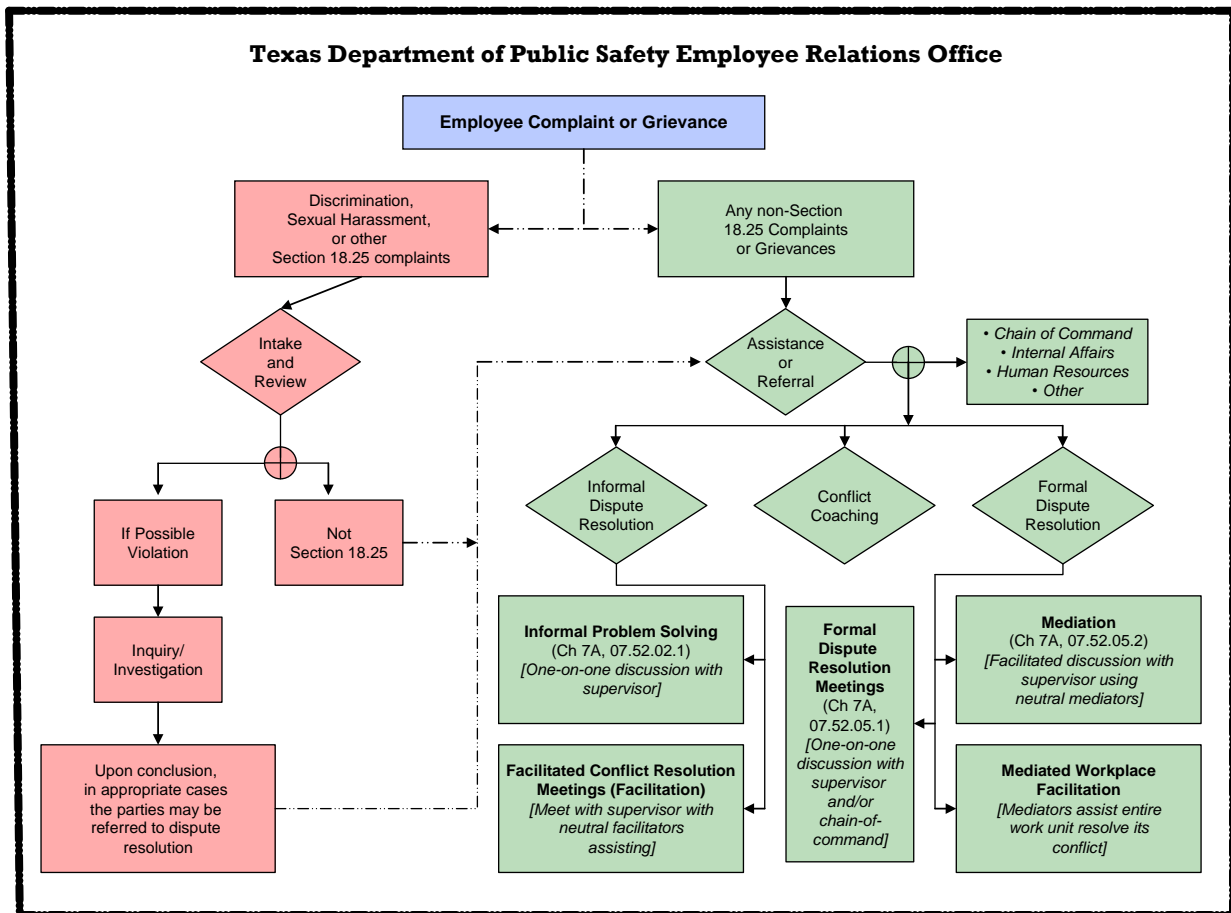 Texas Department of Public Safety Employee Relations Office
Employee Complaint or Grievance
Discrimination,
Sexual Harassment,
or other
Section 18.25 complaints
Any non-Section
18.25 Complaints
or Grievances
Intake
and
Review
Assistance
or
Referral
• Chain of Command
• Internal Affairs
• Human Resources
• Other
If Possible
Violation
Not
Section 18.25
Informal
Dispute
Resolution
Conflict
Coaching
Formal
Dispute
Resolution
Inquiry/
Investigation
Upon conclusion,
in appropriate cases
the parties may be
referred to dispute
resolution
Informal Problem Solving
(Ch 7A, 07.52.02.1)
[One-on-one discussion with
supervisor]
Facilitated Conflict Resolution
Meetings (Facilitation)
[Meet with supervisor with
neutral facilitators
assisting]
Formal
Dispute
Resolution
Meetings
(Ch 7A,
07.52.05.1)
[One-on-one
discussion with
supervisor
and/or
chain-of-
command]
Mediation
(Ch 7A, 07.52.05.2)
[Facilitated discussion with
supervisor using
neutral mediators]
Mediated Workplace
Facilitation
[Mediators assist entire
work unit resolve its
conflict]